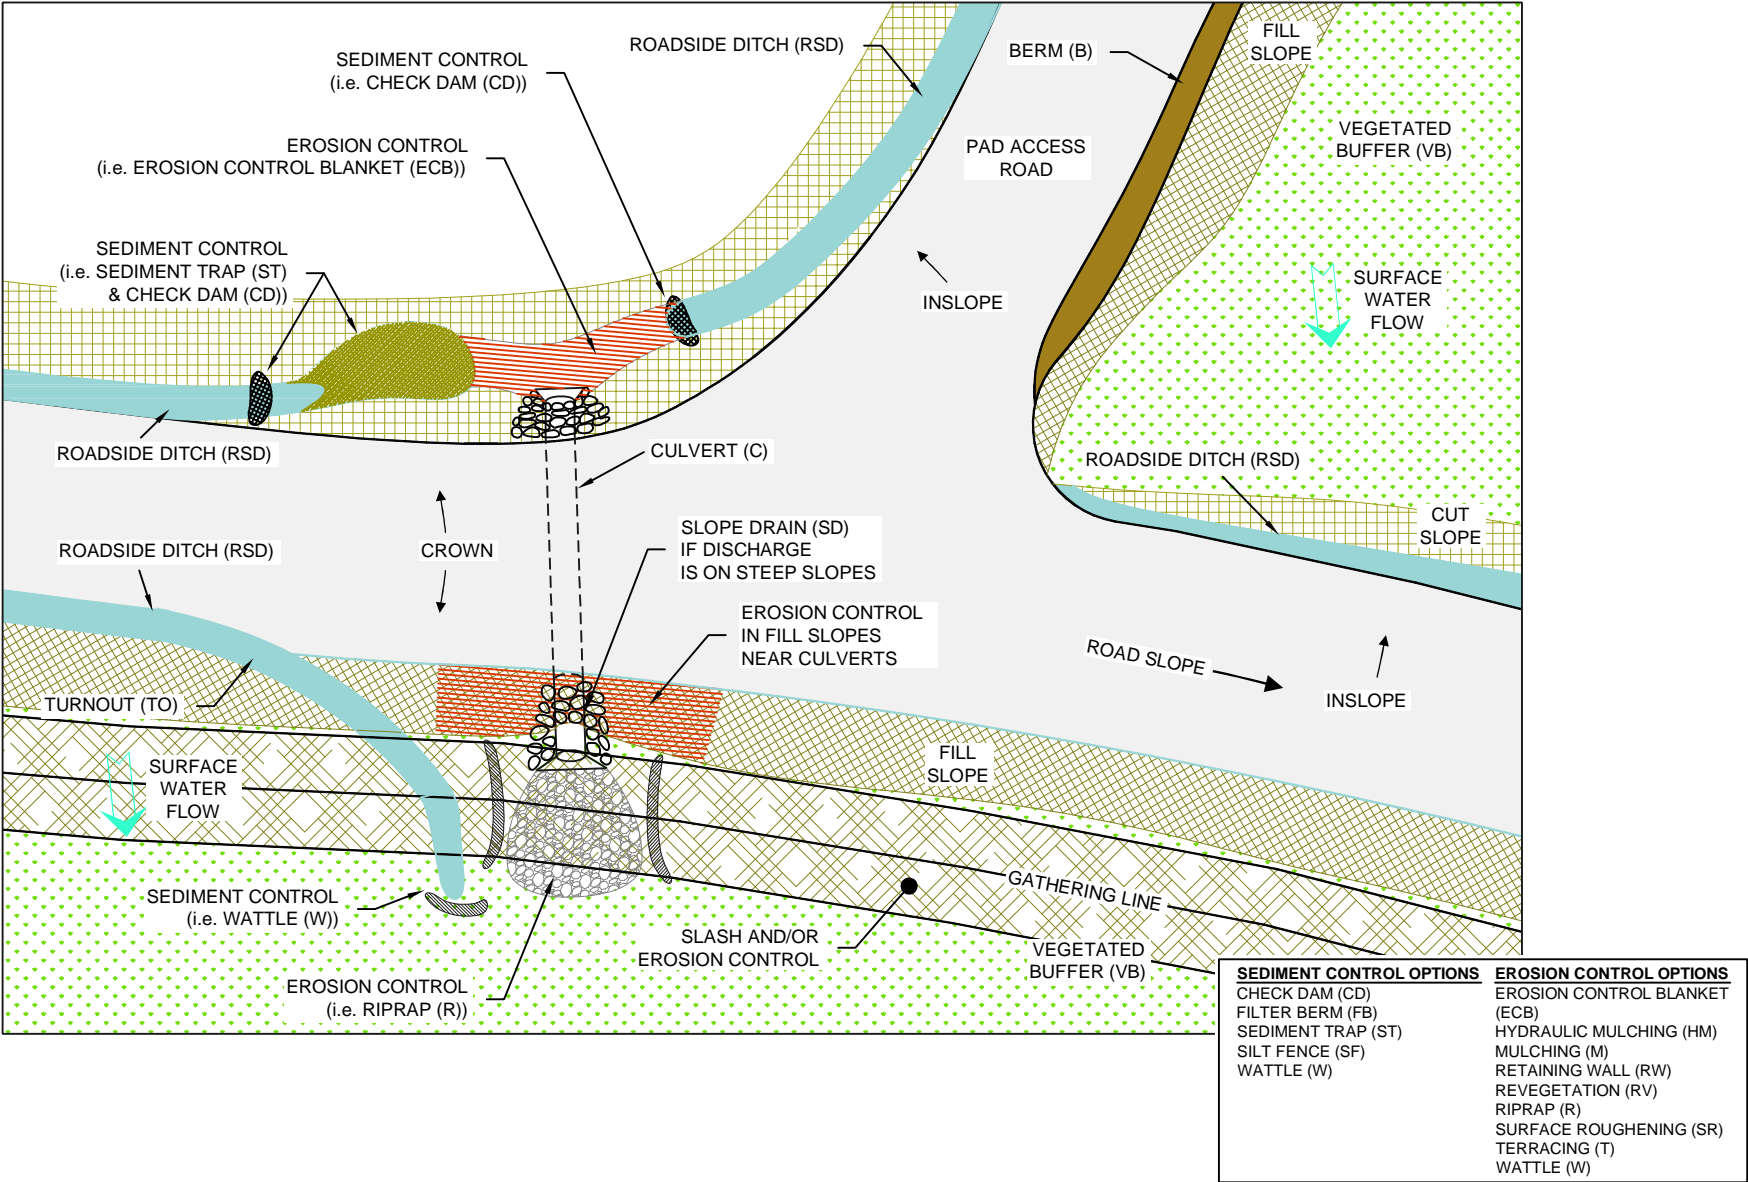 ROADSIDE DITCH (RSD)
SEDIMENT CONTROL
(i.e. CHECK DAM (CD))
BERM (B)
FILL
SLOPE
EROSION CONTROL
(i.e. EROSION CONTROL BLANKET (ECB))
PAD ACCESS
ROAD
VEGETATED
BUFFER (VB)
SEDIMENT CONTROL
(i.e. SEDIMENT TRAP (ST)
& CHECK DAM (CD))
INSLOPE
SURFACE
WATER
FLOW
ROADSIDE DITCH (RSD)
CULVERT (C)
ROADSIDE DITCH (RSD)
CUT
SLOPE
ROADSIDE DITCH (RSD)
CROWN
SLOPE DRAIN (SD)
IF DISCHARGE
IS ON STEEP SLOPES
EROSION CONTROL
IN FILL SLOPES
NEAR CULVERTS
ROAD SLOPE
INSLOPE
TURNOUT (TO)
SURFACE
WATER
FLOW
FILL
SLOPE
GATHERING LINE
SEDIMENT CONTROL
(i.e. WATTLE (W))
SLASH AND/OR
EROSION CONTROL
VEGETATED
BUFFER (VB)
EROSION CONTROL
(i.e. RIPRAP (R))
SEDIMENT CONTROL OPTIONS
CHECK DAM (CD)
FILTER BERM (FB)
SEDIMENT TRAP (ST)
SILT FENCE (SF)
WATTLE (W)
EROSION CONTROL OPTIONS
EROSION CONTROL BLANKET
(ECB)
HYDRAULIC MULCHING (HM)
MULCHING (M)
RETAINING WALL (RW)
REVEGETATION (RV)
RIPRAP (R)
SURFACE ROUGHENING (SR)
TERRACING (T)
WATTLE (W)